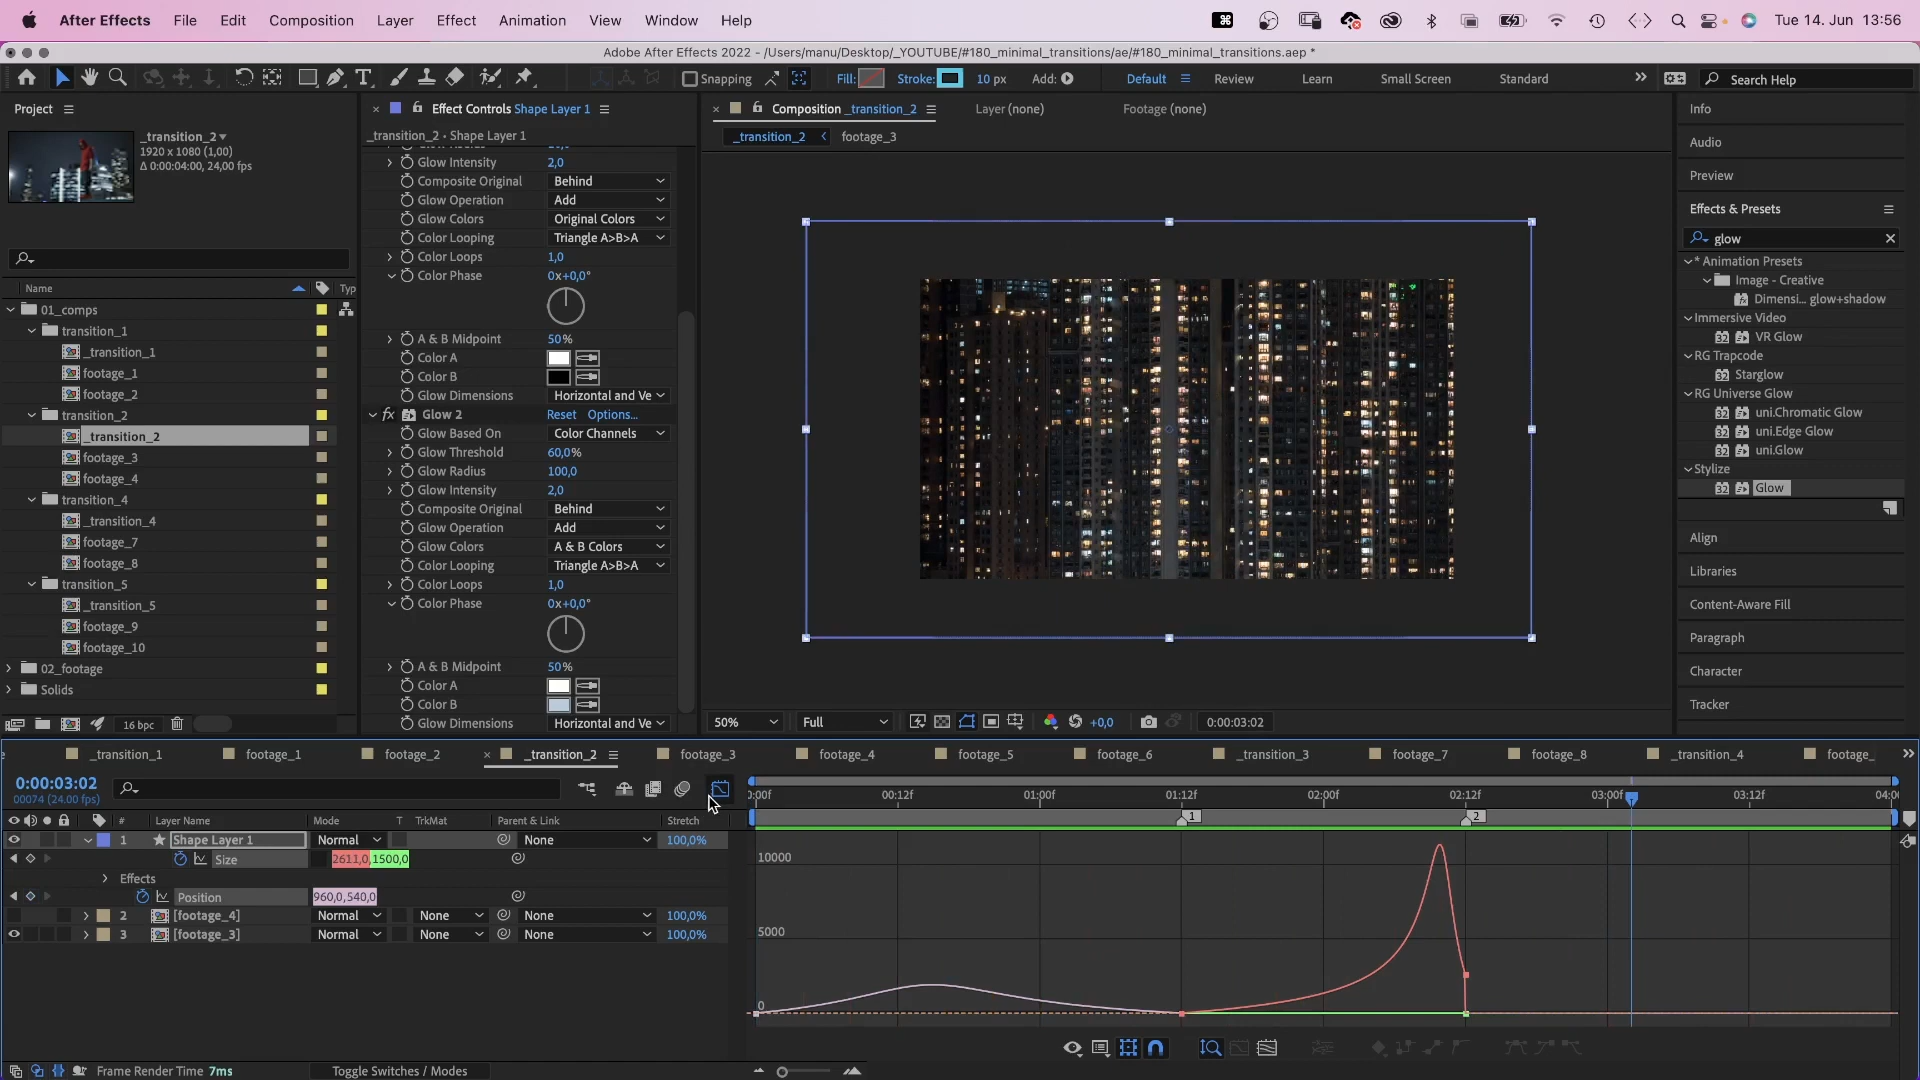 After Effects File Edit Composition Layer Effect Animation View Window Help Tue 14. Jun 13:56
Adobe After Effects 2022 - /Users/manu/Desktop/_YOUTUBE/#180_minimal_transitions/ae/#180_minimal_transitions.aep *
Snapping Fill: Stroke: 10 px Add: Default Review Learn Small Screen Standard Search Help
Project
_transition_2
1920 x 1080 (1,00)
Δ 0:00:04:00, 24,00 fps
Name Typ
01_comps
transition_1
_transition_1
footage_1
footage_2
transition_2
_transition_2
footage_3
footage_4
transition_4
_transition_4
footage_7
footage_8
transition_5
_transition_5
footage_9
footage_10
02_footage
Solids
16 bpc
Effect Controls Shape Layer 1
_transition_2 • Shape Layer 1
Glow Intensity 2,0
Composite Original Behind
Glow Operation Add
Glow Colors Original Colors
Color Looping Triangle A>B>A
Color Loops 1,0
Color Phase 0x+0,0°
A & B Midpoint 50%
Color A
Color B
Glow Dimensions Horizontal and Ve
fx Glow 2 Reset Options...
Glow Based On Color Channels
Glow Threshold 60,0%
Glow Radius 100,0
Glow Intensity 2,0
Composite Original Behind
Glow Operation Add
Glow Colors A & B Colors
Color Looping Triangle A>B>A
Color Loops 1,0
Color Phase 0x+0,0°
A & B Midpoint 50%
Color A
Color B
Glow Dimensions Horizontal and Ve
Composition _transition_2 Layer (none) Footage (none)
_transition_2 footage_3
50% Full +0,0 0:00:03:02
Info
Audio
Preview
Effects & Presets
glow
* Animation Presets
Image - Creative
Dimensi... glow+shadow
Immersive Video
32 VR Glow
RG Trapcode
32 Starglow
RG Universe Glow
32 uni.Chromatic Glow
32 uni.Edge Glow
32 uni.Glow
Stylize
32 Glow
Align
Libraries
Content-Aware Fill
Paragraph
Character
Tracker
_transition_1 footage_1 footage_2 _transition_2 footage_3 footage_4 footage_5 footage_6 _transition_3 footage_7 footage_8 _transition_4 footage_
0:00:03:02
00074 (24.00 fps)
# Layer Name Mode T TrkMat Parent & Link Stretch
1 Shape Layer 1 Normal None 100,0%
Size 2611,0,1500,0
Effects
Position 960,0,540,0
2 [footage_4] Normal None None 100,0%
3 [footage_3] Normal None None 100,0%
00:12f 01:00f 01:12f 02:00f 02:12f 03:00f 03:12f
1 2
10000
5000
0
Frame Render Time 7ms Toggle Switches / Modes